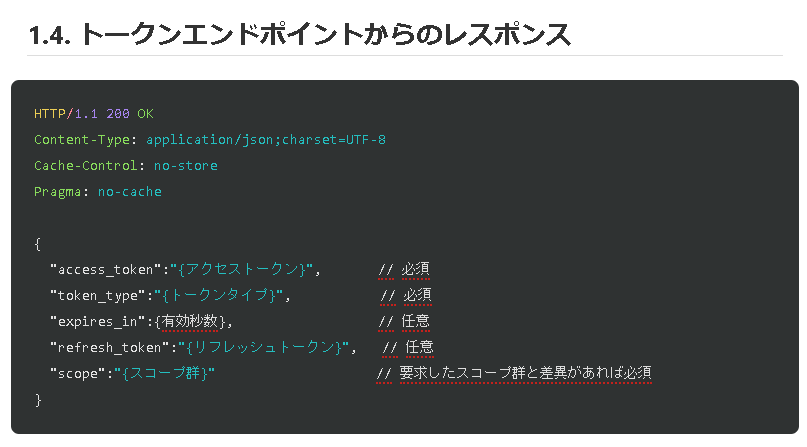 1.4. トークンエンドポイントからのレスポンス
HTTP/1.1 200 OK
Content-Type: application/json;charset=UTF-8
Cache-Control: no-store
Pragma: no-cache
{
"access_token":"{アクセストークン}", // 必須
"token_type":"{トークンタイプ}", // 必須
"expires_in":{有効秒数}, // 任意
"refresh_token":"{リフレッシュトークン}", // 任意
"scope":"{スコープ群}" // 要求したスコープ群と差異があれば必須
}